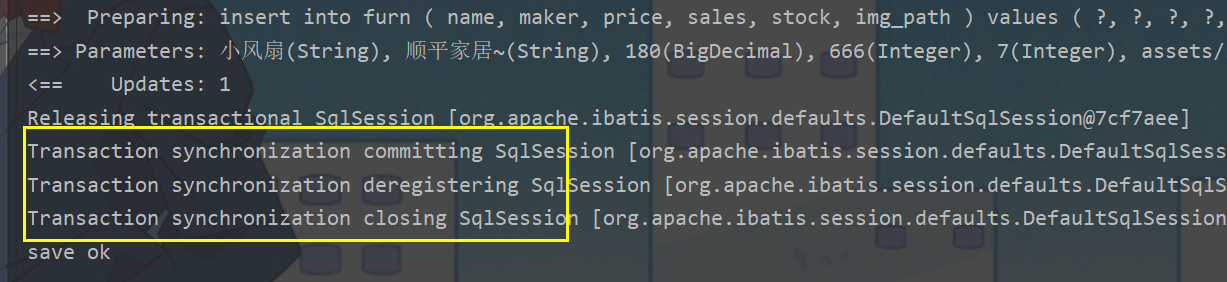 ==>  Preparing: insert into furn ( name, maker, price, sales, stock, img_path ) values ( ?, ?, ?, ?,
==> Parameters: 小风扇(String), 顺平家居~(String), 180(BigDecimal), 666(Integer), 7(Integer), assets/
<==    Updates: 1
Releasing transactional SqlSession [org.apache.ibatis.session.defaults.DefaultSqlSession@7cf7aee]
Transaction synchronization committing SqlSession [org.apache.ibatis.session.defaults.DefaultSqlSess
Transaction synchronization deregistering SqlSession [org.apache.ibatis.session.defaults.DefaultSqlS
Transaction synchronization closing SqlSession [org.apache.ibatis.session.defaults.DefaultSqlSession
save ok